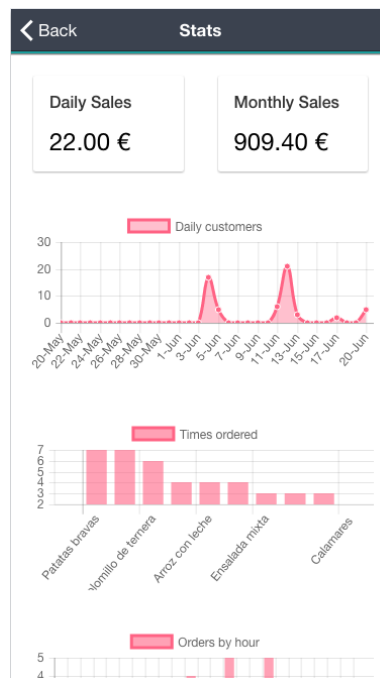 Back
Stats
Daily Sales
22.00 €
Monthly Sales
909.40 €
Daily customers
30
20
10
0
20-May
22-May
24-May
26-May
28-May
30-May
1-Jun
3-Jun
5-Jun
7-Jun
9-Jun
11-Jun
13-Jun
15-Jun
17-Jun
20-Jun
Times ordered
7
6
5
4
3
2
Patatas bravas
olomillo de ternera
Arroz con leche
Ensalada mixta
Calamares
Orders by hour
5
4